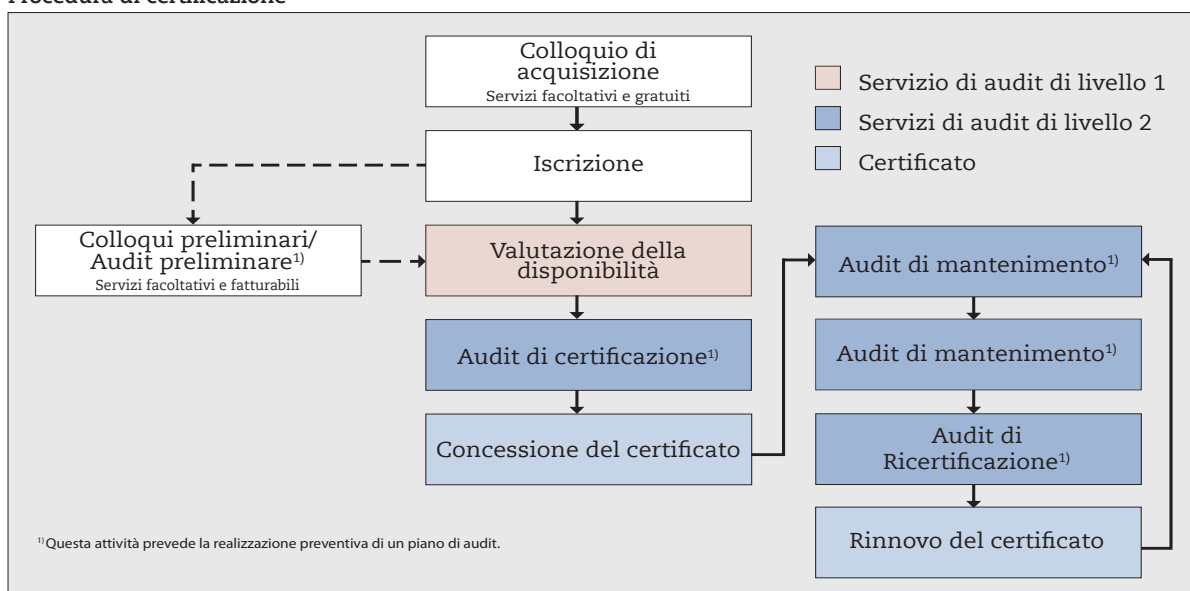 Procedura di certificazione
Colloquio di
acquisizione
Servizi facoltativi e gratuiti
Servizio di audit di livello 1
Servizi di audit di livello 2
Certificato
Iscrizione
Colloqui preliminari/
Audit preliminare¹⁾
Servizi facoltativi e fatturabili
Valutazione della
disponibilità
Audit di certificazione¹⁾
Concessione del certificato
Audit di mantenimento¹⁾
Audit di mantenimento¹⁾
Audit di
Ricertificazione¹⁾
Rinnovo del certificato
¹⁾Questa attività prevede la realizzazione preventiva di un piano di audit.